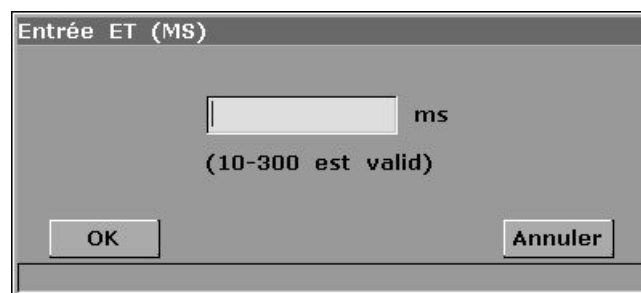 Entrée ET (MS)
ms
(10-300 est valid)
OK
Annuler